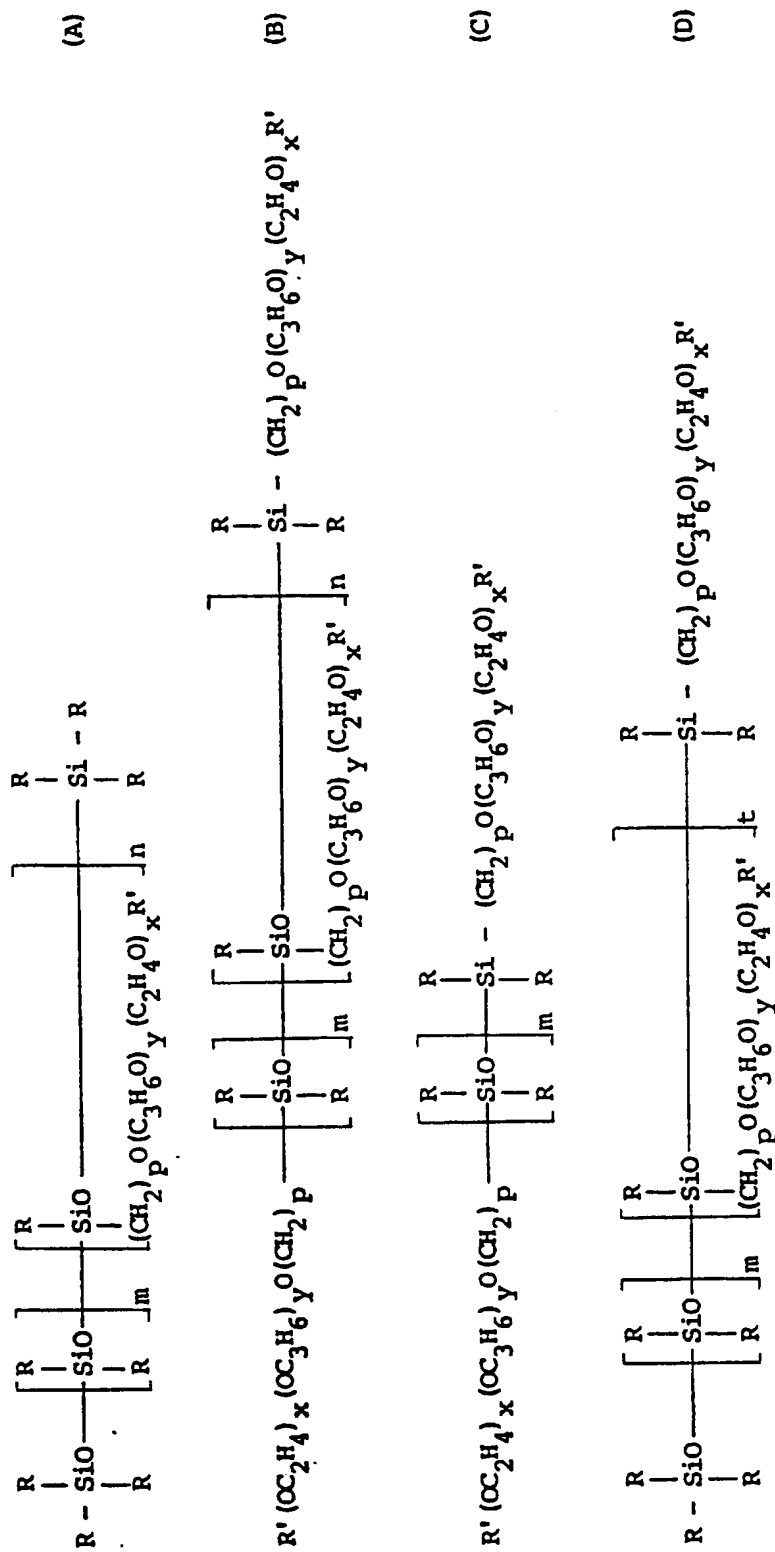 R R R R
R - SiO [ SiO ]m [ SiO ]n Si - R (A)
R R (CH2)pO(C3H6O)y(C2H4O)xR' R
R R R
R'(OC2H4)x(OC3H6)yO(CH2)p [ SiO ]m [ SiO ]n Si - (CH2)pO(C3H6O)y(C2H4O)xR' (B)
R (CH2)pO(C3H6O)y(C2H4O)xR' R
R R
R'(OC2H4)x(OC3H6)yO(CH2)p [ SiO ]m Si - (CH2)pO(C3H6O)y(C2H4O)xR' (C)
R R
R R R R
R - SiO [ SiO ]m [ SiO ]t Si - (CH2)pO(C3H6O)y(C2H4O)xR' (D)
R R (CH2)pO(C3H6O)y(C2H4O)xR' R